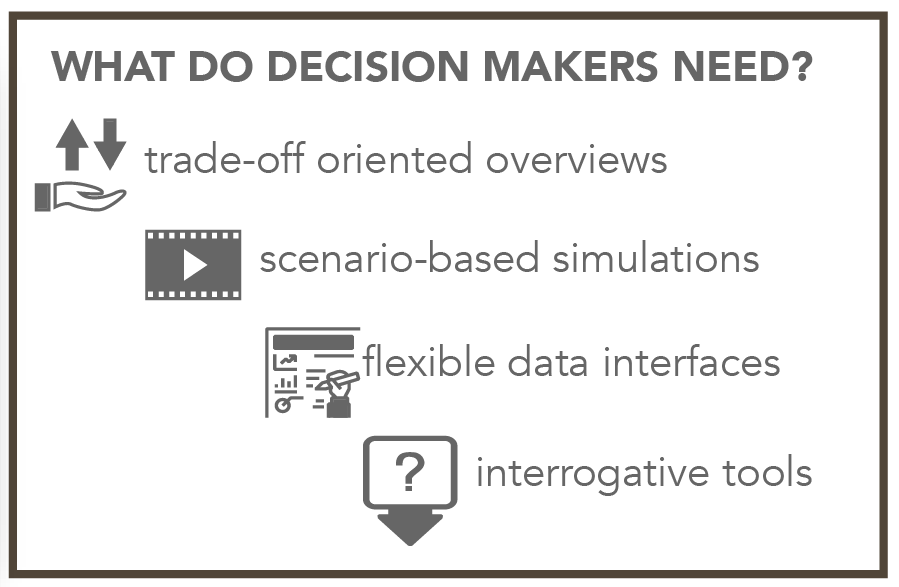 WHAT DO DECISION MAKERS NEED?
trade-off oriented overviews
scenario-based simulations
flexible data interfaces
?
interrogative tools